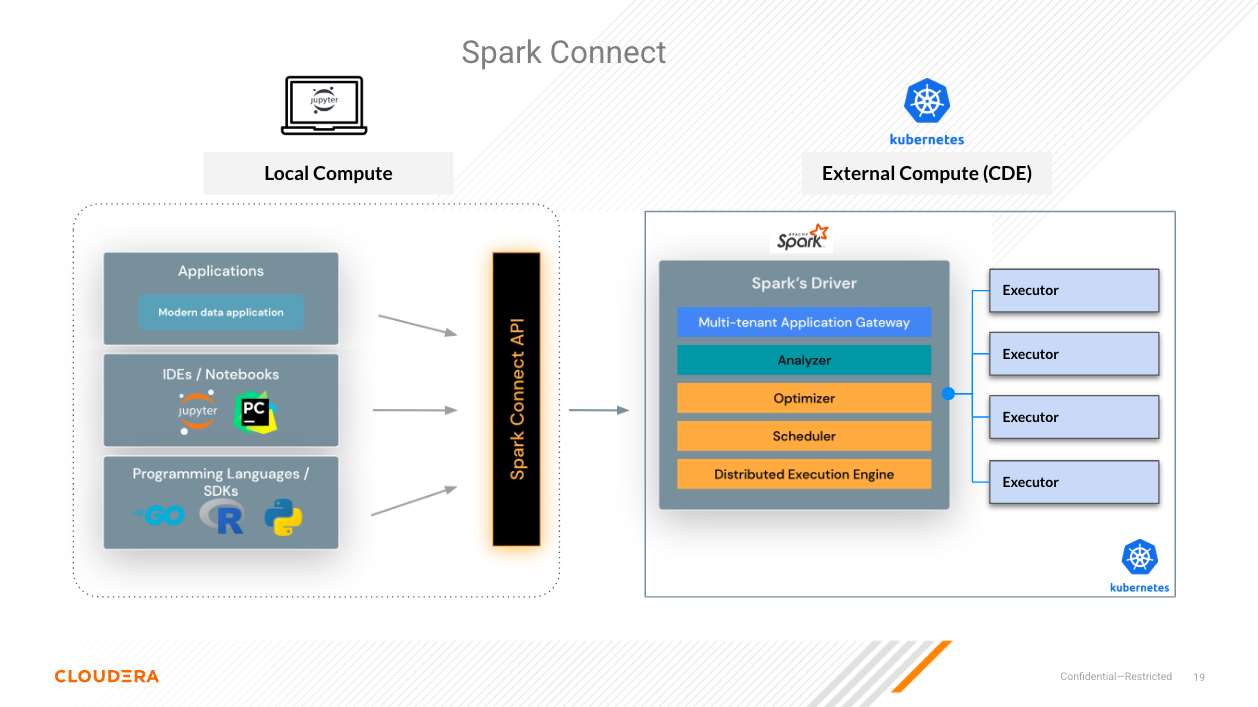 Spark Connect
jupyter
kubernetes
Local Compute
External Compute (CDE)
Applications
Modern data application
IDEs / Notebooks
jupyter
PC
Programming Languages /
SDKs
GO
R
Spark Connect API
APACHE
Spark
Spark's Driver
Multi-tenant Application Gateway
Analyzer
Optimizer
Scheduler
Distributed Execution Engine
Executor
Executor
Executor
Executor
kubernetes
CLOUDERA
Confidential—Restricted
19